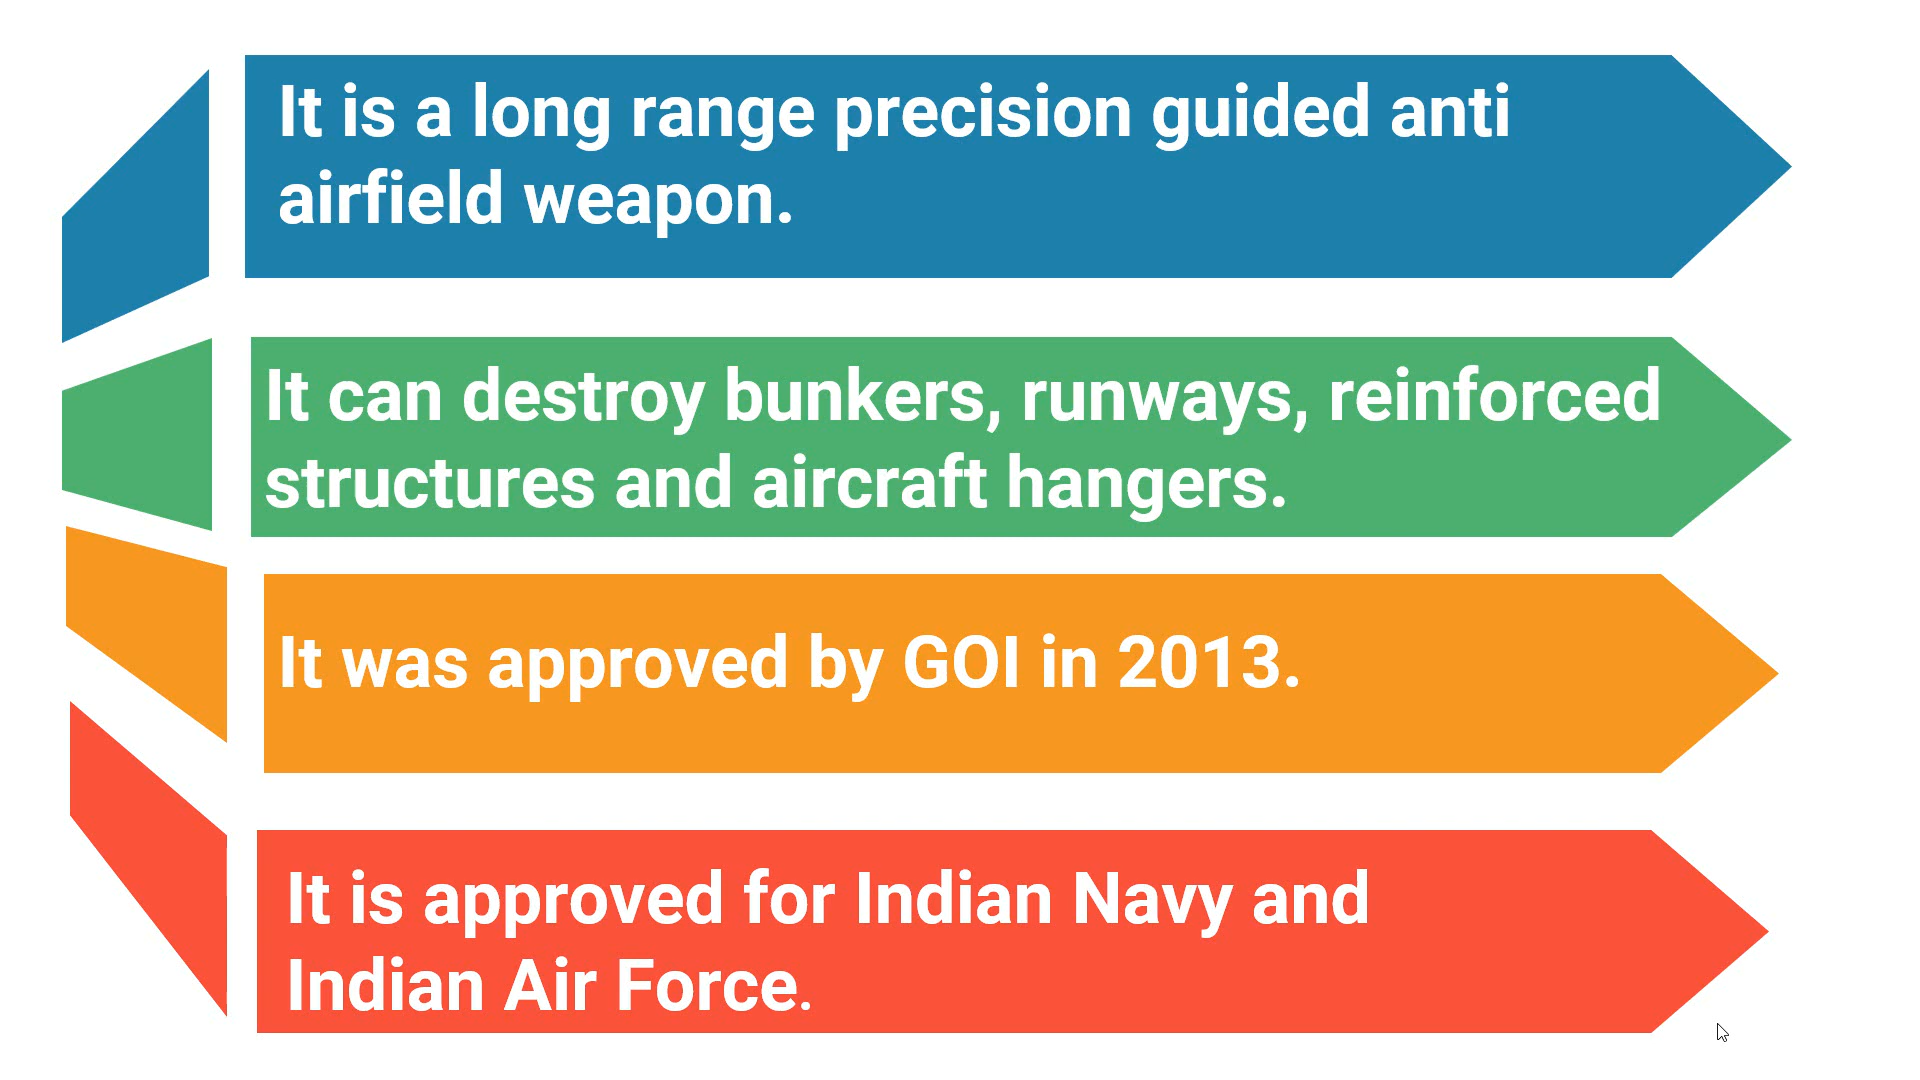 It is a long range precision guided anti
airfield weapon.
It can destroy bunkers, runways, reinforced
structures and aircraft hangers.
It was approved by GOI in 2013.
It is approved for Indian Navy and
Indian Air Force.